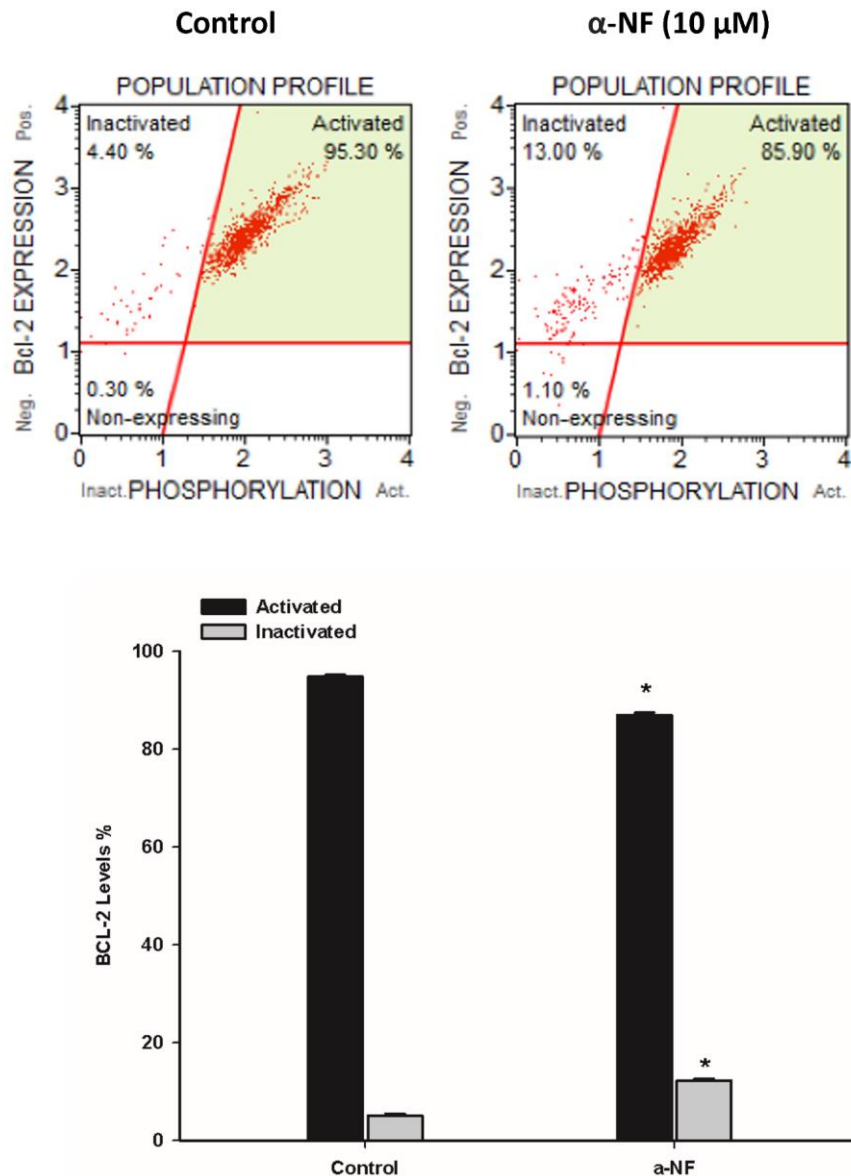 Control
α-NF (10 μM)
POPULATION PROFILE
Inactivated
4.40 %
Activated
95.30 %
0.30 %
Non-expressing
Neg. Bcl-2 EXPRESSION Pos.
4
3
2
1
0
0 1 2 3 4
Inact. PHOSPHORYLATION Act.
POPULATION PROFILE
Inactivated
13.00 %
Activated
85.90 %
1.10 %
Non-expressing
Neg. Bcl-2 EXPRESSION Pos.
4
3
2
1
0
0 1 2 3 4
Inact. PHOSPHORYLATION Act.
Activated
Inactivated
BCL-2 Levels %
100
80
60
40
20
0
*
*
Control
a-NF